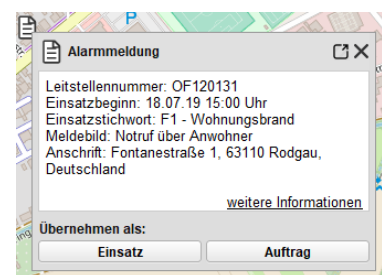 P
Alarmmeldung
Leitstellennummer: OF120131
Einsatzbeginn: 18.07.19 15:00 Uhr
Einsatzstichwort: F1 - Wohnungsbrand
Meldebild: Notruf über Anwohner
Anschrift: Fontanestraße 1, 63110 Rodgau,
Deutschland
weitere Informationen
Übernehmen als:
Einsatz
Auftrag